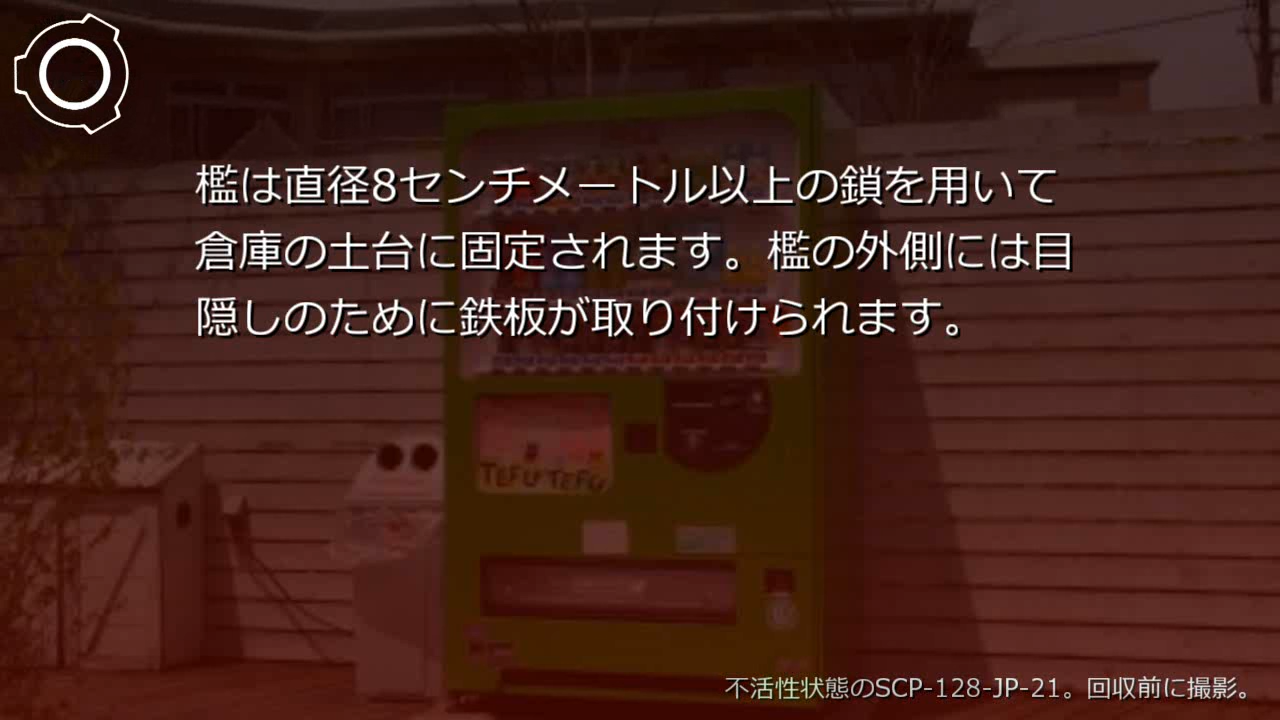 檻は直径8センチメートル以上の鎖を用いて
倉庫の土台に固定されます。檻の外側には目
隠しのために鉄板が取り付けられます。
TEFU TEFU
不活性状態のSCP-128-JP-21。回収前に撮影。